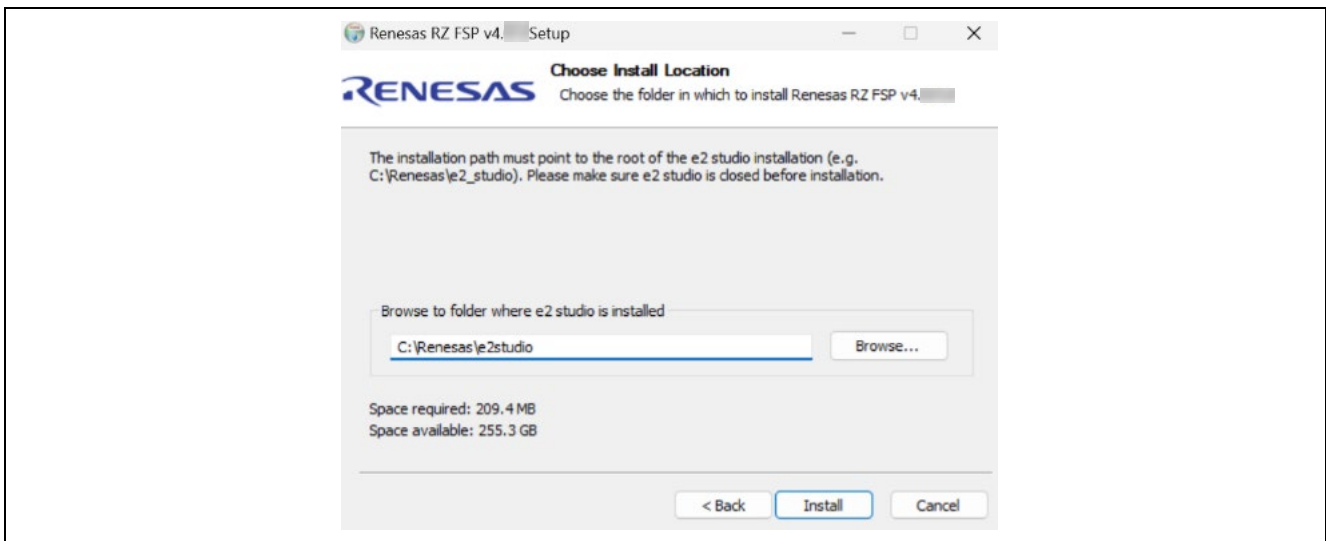 Renesas RZ FSP v4. Setup
RENESAS
Choose Install Location
Choose the folder in which to install Renesas RZ FSP v4.
The installation path must point to the root of the e2 studio installation (e.g.
C:\Renesas\e2_studio). Please make sure e2 studio is closed before installation.
Browse to folder where e2 studio is installed
C:\Renesas\e2studio
Browse...
Space required: 209.4 MB
Space available: 255.3 GB
< Back
Install
Cancel